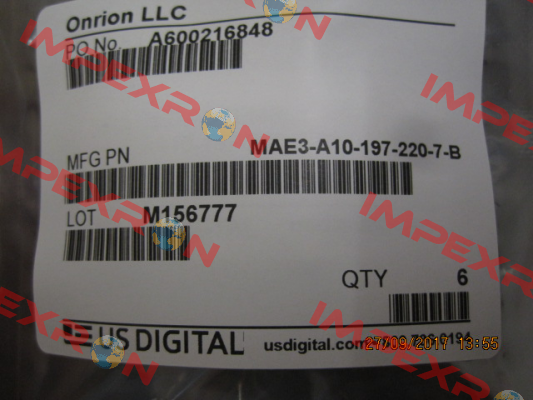 Onrion LLC
PO No. A600216848
MFG PN MAE3-A10-197-220-7-B
LOT M156777
QTY 6
US DIGITAL
usdigital.com
27/09/2017 13:55
IMPEXRON
IMPEXRON
IMPEXRON
IMPEXRON